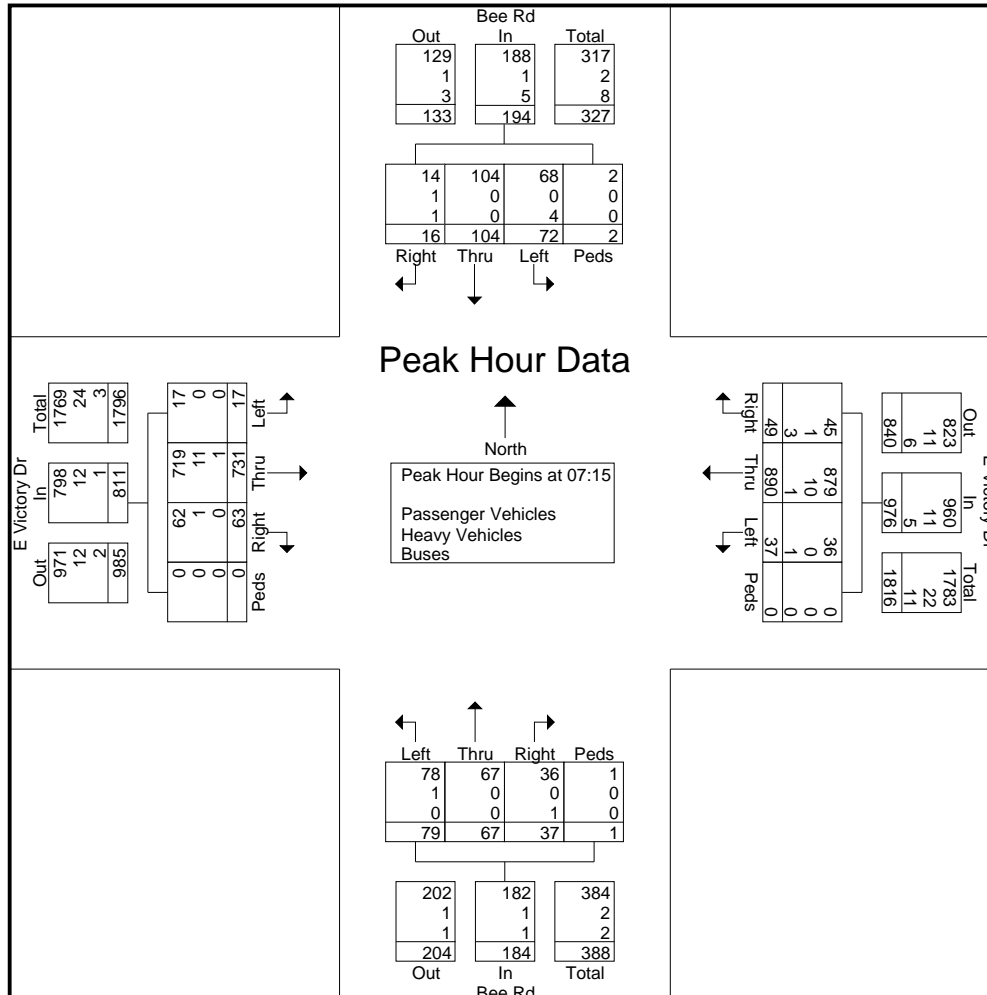 Bee Rd
Out In Total
129 188 317
1 1 2
3 5 8
133 194 327
14 104 68 2
1 0 0 0
1 0 4 0
16 104 72 2
Right Thru Left Peds
Peak Hour Data
North
Peak Hour Begins at 07:15
Passenger Vehicles
Heavy Vehicles
Buses
E Victory Dr
Out In Total
971 798 1769
12 12 24
2 1 3
985 811 1796
Peds Right Thru Left
0 62 719 17
0 1 11 0
0 0 1 0
0 63 731 17
E Victory Dr
Out In Total
823 960 1783
11 11 22
6 5 11
840 976 1816
45 879 36 0
1 10 0 0
3 1 1 0
49 890 37 0
Right Thru Left Peds
Left Thru Right Peds
78 67 36 1
1 0 0 0
0 0 1 0
79 67 37 1
202 182 384
1 1 2
1 1 2
204 184 388
Out In Total
Bee Rd